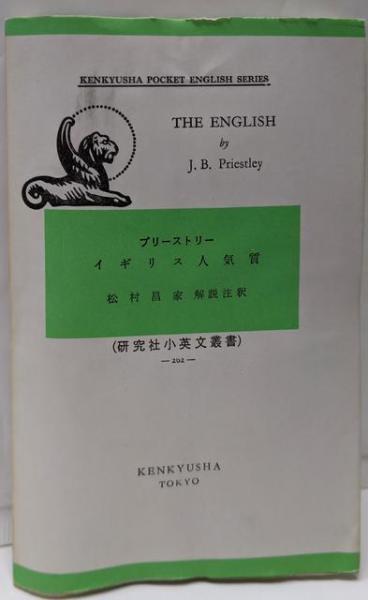 KENKYUSHA POCKET ENGLISH SERIES
THE ENGLISH
by
J. B. Priestley
プリーストリー
イギリス人気質
松村昌家 解説注釈
(研究社小英文叢書)
—202—
KENKYUSHA
TOKYO